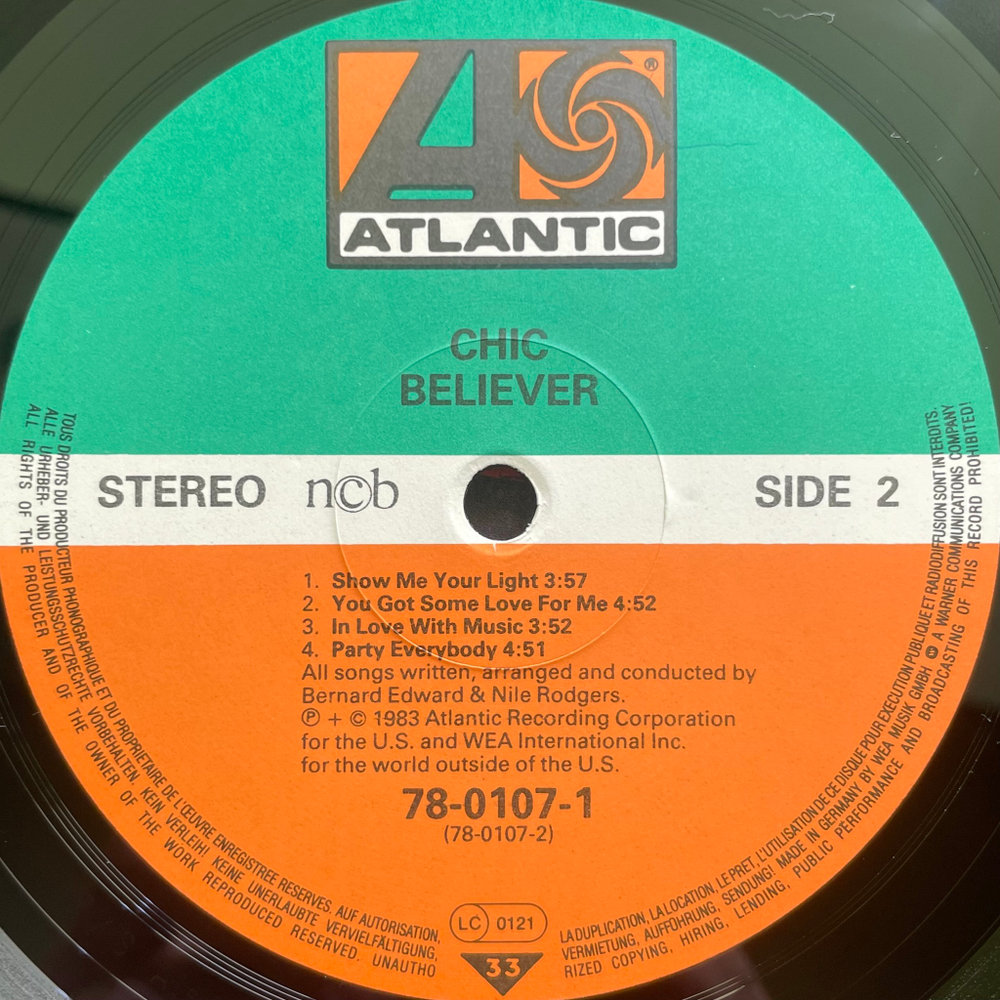 ®
ATLANTIC
CHIC
BELIEVER
STEREO ncb SIDE 2
1. Show Me Your Light 3:57
2. You Got Some Love For Me 4:52
3. In Love With Music 3:52
4. Party Everybody 4:51
All songs written, arranged and conducted by
Bernard Edward & Nile Rodgers.
℗ + © 1983 Atlantic Recording Corporation
for the U.S. and WEA International Inc.
for the world outside of the U.S.
78-0107-1
(78-0107-2)
LC 0121
33
TOUS DROITS DU PRODUCTEUR PHONOGRAPHIQUE ET DU PROPRIETAIRE DE L'ŒUVRE ENREGISTREE RESERVES. AUF AUTORISATION,
LA DUPLICATION, LA LOCATION, LE PRET, L'UTILISATION DE CE DISQUE POUR EXECUTION PUBLIQUE ET RADIODIFFUSION SONT INTERDITS.
ALLE URHEBER- UND LEISTUNGSSCHUTZRECHTE VORBEHALTEN. KEIN VERLEIH! KEINE UNERLAUBTE VERVIELFÄLTIGUNG,
VERMIETUNG, AUFFÜHRUNG, SENDUNG! MADE IN GERMANY BY WEA MUSIK GMBH A WARNER COMMUNICATIONS COMPANY
ALL RIGHTS OF THE PRODUCER AND OF THE OWNER OF THE WORK REPRODUCED RESERVED. UNAUTHO
RIZED COPYING, HIRING, LENDING, PUBLIC PERFORMANCE AND BROADCASTING OF THIS RECORD PROHIBITED!